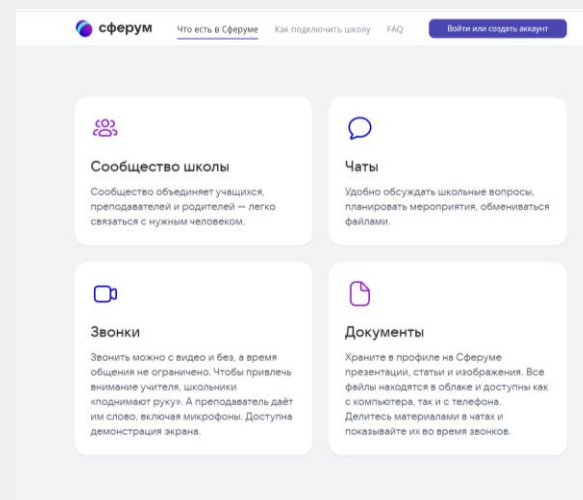 сферум
Что есть в Сферуме
Как подключить школу
FAQ
Войти или создать аккаунт
Сообщество школы
Сообщество объединяет учащихся,
преподавателей и родителей — легко
связаться с нужным человеком.
Чаты
Удобно обсуждать школьные вопросы,
планировать мероприятия, обмениваться
файлами.
Звонки
Звонить можно с видео и без, а время
общения не ограничено. Чтобы привлечь
внимание учителя, школьники
«поднимают руку». А преподаватель даёт
им слово, включая микрофоны. Доступна
демонстрация экрана.
Документы
Храните в профиле на Сферуме
презентации, статьи и изображения. Все
файлы находятся в облаке и доступны как
с компьютера, так и с телефона.
Делитесь материалами в чатах и
показывайте их во время звонков.